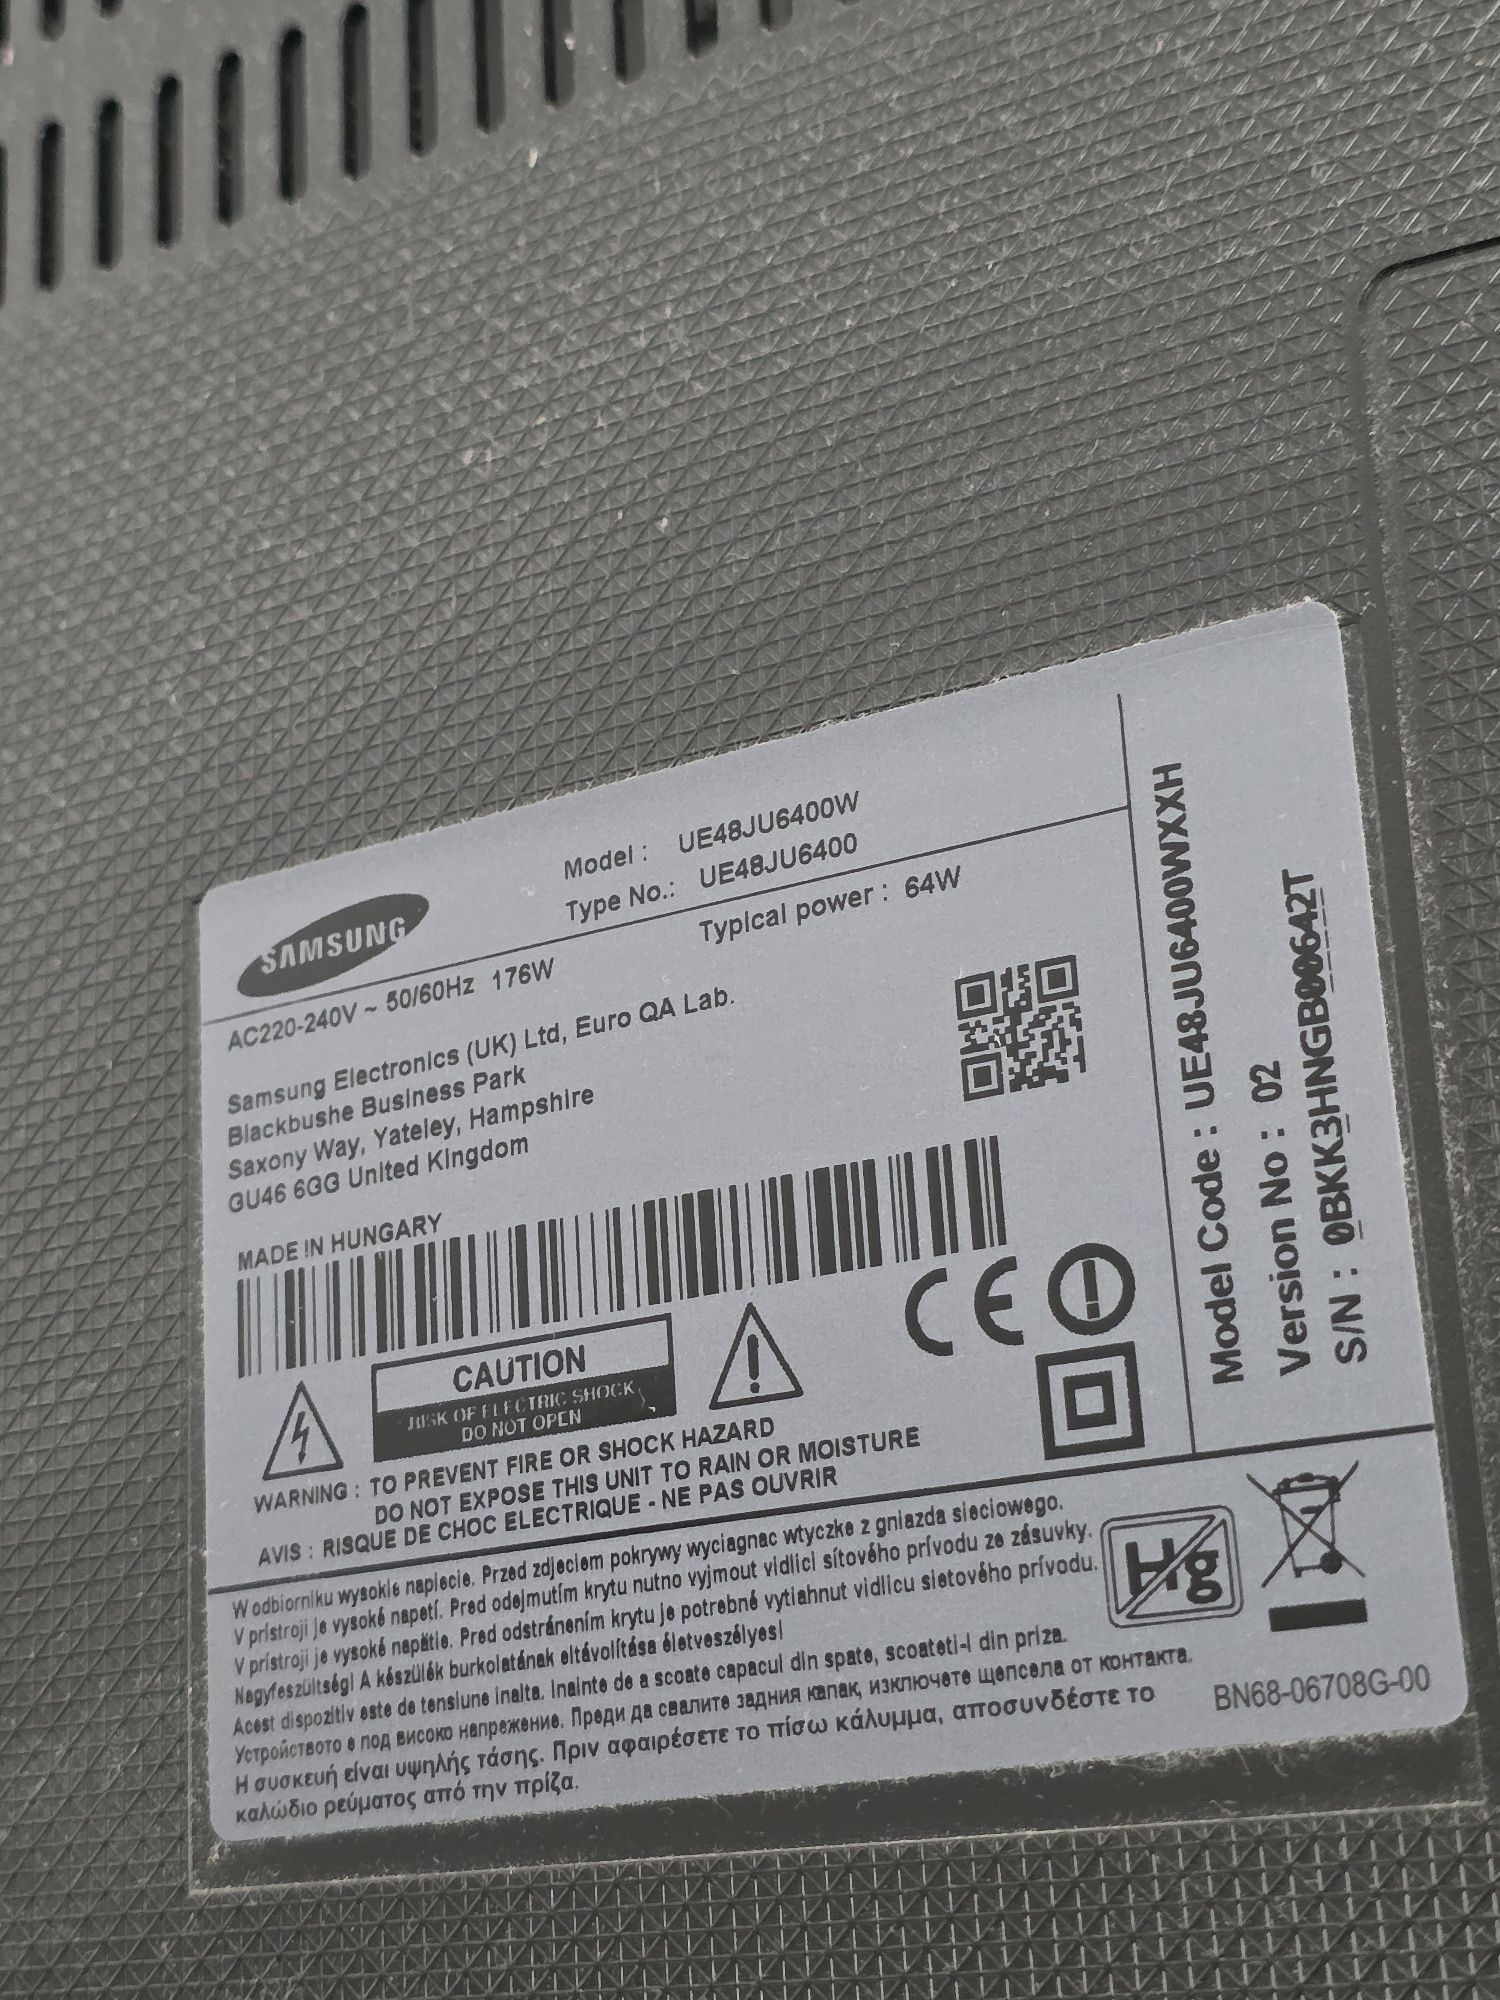 SAMSUNG
Model : UE48JU6400W
Type No.: UE48JU6400
AC220-240V ~ 50/60Hz 176W
Typical power : 64W
Samsung Electronics (UK) Ltd, Euro QA Lab.
Blackbushe Business Park
Saxony Way, Yateley, Hampshire
GU46 6GG United Kingdom
MADE IN HUNGARY
CAUTION
RISK OF ELECTRIC SHOCK
DO NOT OPEN
WARNING : TO PREVENT FIRE OR SHOCK HAZARD
DO NOT EXPOSE THIS UNIT TO RAIN OR MOISTURE
AVIS : RISQUE DE CHOC ELECTRIQUE - NE PAS OUVRIR
CE
Model Code : UE48JU6400WXXH
Version No : 02
S/N : 0BKK3HNGB00642T
W odbiorniku wysokie napiecie. Przed zdjeciem pokrywy wyciagnac wtyczke z gniazda sieciowego.
V prístroji je vysoké napetí. Pred odejmutím krytu nutno vyjmout vidlici sítového prívodu ze zásuvky.
V prístroji je vysoké napätie. Pred odstránením krytu je potrebné vytiahnut vidlicu sietového prívodu.
Nagyfeszültség! A készülék burkolatának eltávolítása életveszélyes!
Acest dispozitiv este de tensiune inalta. Inainte de a scoate capacul din spate, scoateti-l din priza.
Устройството е под високо напрежение. Преди да свалите задния капак, изключете щепсела от контакта.
Η συσκευή είναι υψηλής τάσης. Πριν αφαιρέσετε το πίσω κάλυμμα, αποσυνδέστε το
καλώδιο ρεύματος από την πρίζα.
Hg
BN68-06708G-00